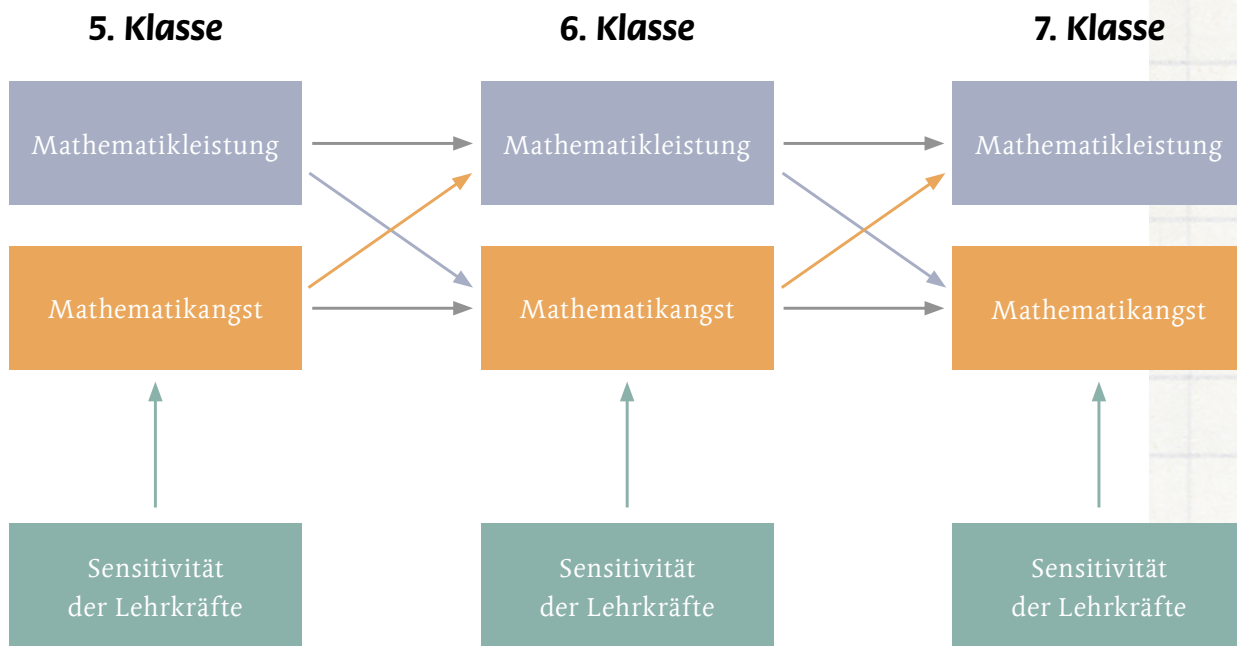 5. Klasse
6. Klasse
7. Klasse
Mathematikleistung
Mathematikleistung
Mathematikleistung
Mathematikangst
Mathematikangst
Mathematikangst
Sensitivität
der Lehrkräfte
Sensitivität
der Lehrkräfte
Sensitivität
der Lehrkräfte